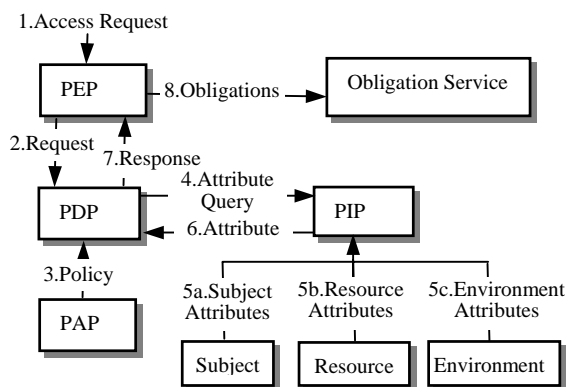 1.Access Request
PEP
8.Obligations
Obligation Service
2.Request
7.Response
4.Attribute
Query
PDP
PIP
6.Attribute
3.Policy
5a.Subject
Attributes
5b.Resource
Attributes
5c.Environment
Attributes
PAP
Subject
Resource
Environment